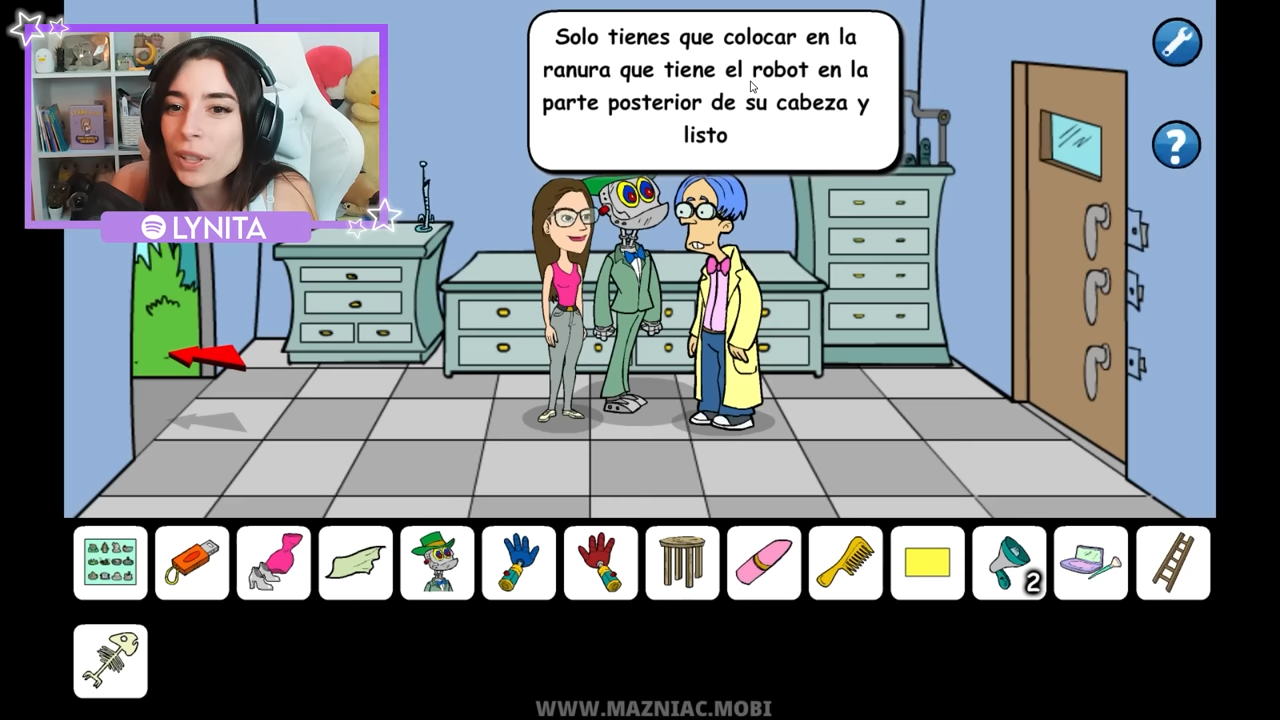 Solo tienes que colocar en la
ranura que tiene el robot en la
parte posterior de su cabeza y
listo
LYNITA
?
2
WWW.MAZNIAC.MOBI